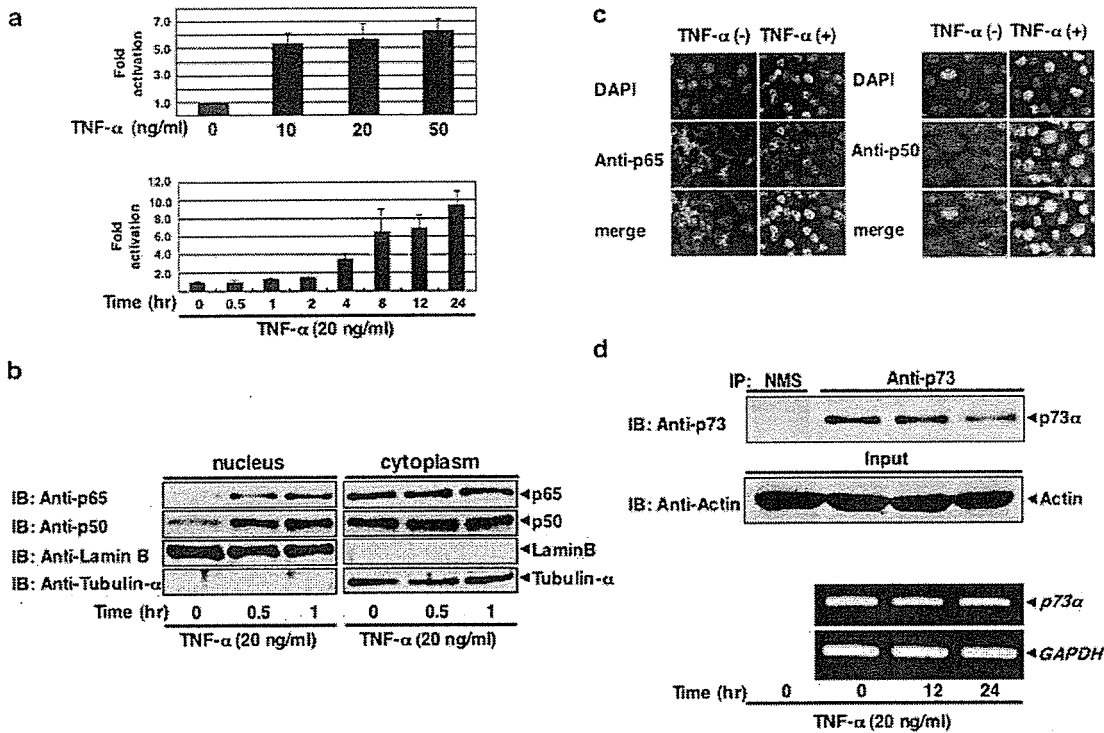 a
Fold activation
7.0
5.0
3.0
1.0
TNF-α (ng/ml) 0 10 20 50
Fold activation
12.0
10.0
8.0
6.0
4.0
2.0
Time (hr) 0 0.5 1 2 4 8 12 24
TNF-α (20 ng/ml)
b
nucleus cytoplasm
IB: Anti-p65 p65
IB: Anti-p50 p50
IB: Anti-Lamin B LaminB
IB: Anti-Tubulin-α Tubulin-α
Time (hr) 0 0.5 1 0 0.5 1
TNF-α (20 ng/ml) TNF-α (20 ng/ml)
c
TNF-α (-) TNF-α (+) TNF-α (-) TNF-α (+)
DAPI DAPI
Anti-p65 Anti-p50
merge merge
d
IP: NMS Anti-p73
IB: Anti-p73 p73α
Input
IB: Anti-Actin Actin
p73α
GAPDH
Time (hr) 0 0 12 24
TNF-α (20 ng/ml)